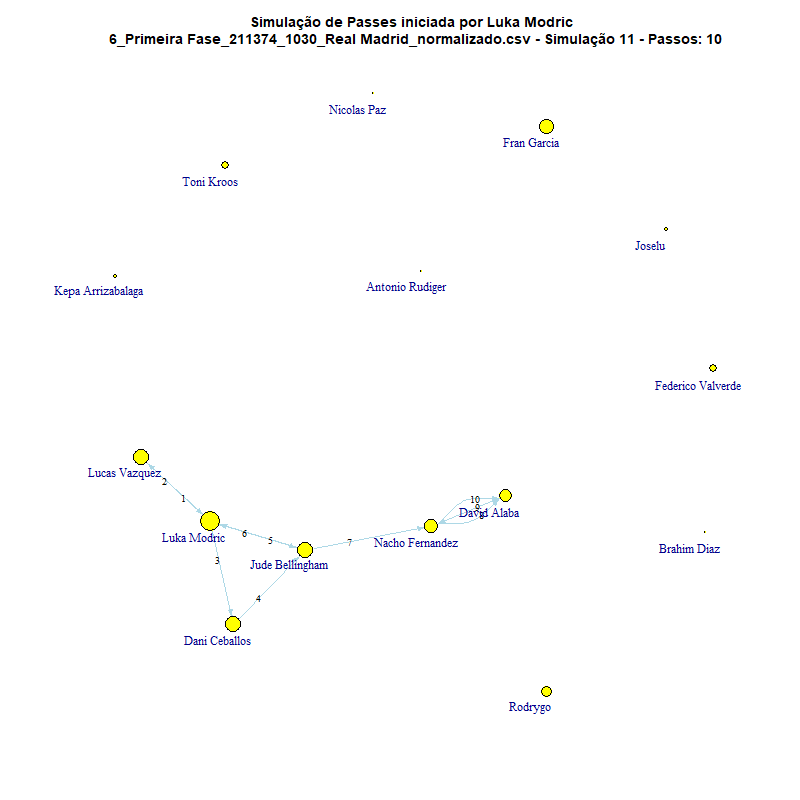 Simulação de Passes iniciada por Luka Modric
6_Primeira Fase_211374_1030_Real Madrid_normalizado.csv - Simulação 11 - Passos: 10
Nicolas Paz
Fran Garcia
Toni Kroos
Joselu
Kepa Arrizabalaga
Antonio Rudiger
Federico Valverde
Lucas Vazquez
2
1
10
David Alaba
Luka Modric
6
5
7
Nacho Fernandez
Brahim Diaz
3
Jude Bellingham
4
Dani Ceballos
Rodrygo